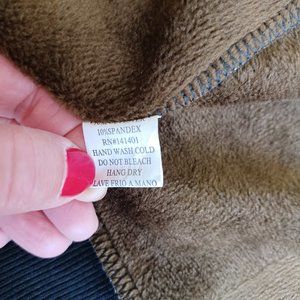 10%SPANDEX
RN#141401
HAND WASH COLD
DO NOT BLEACH
HANG DRY
LAVE FRIO A MANO